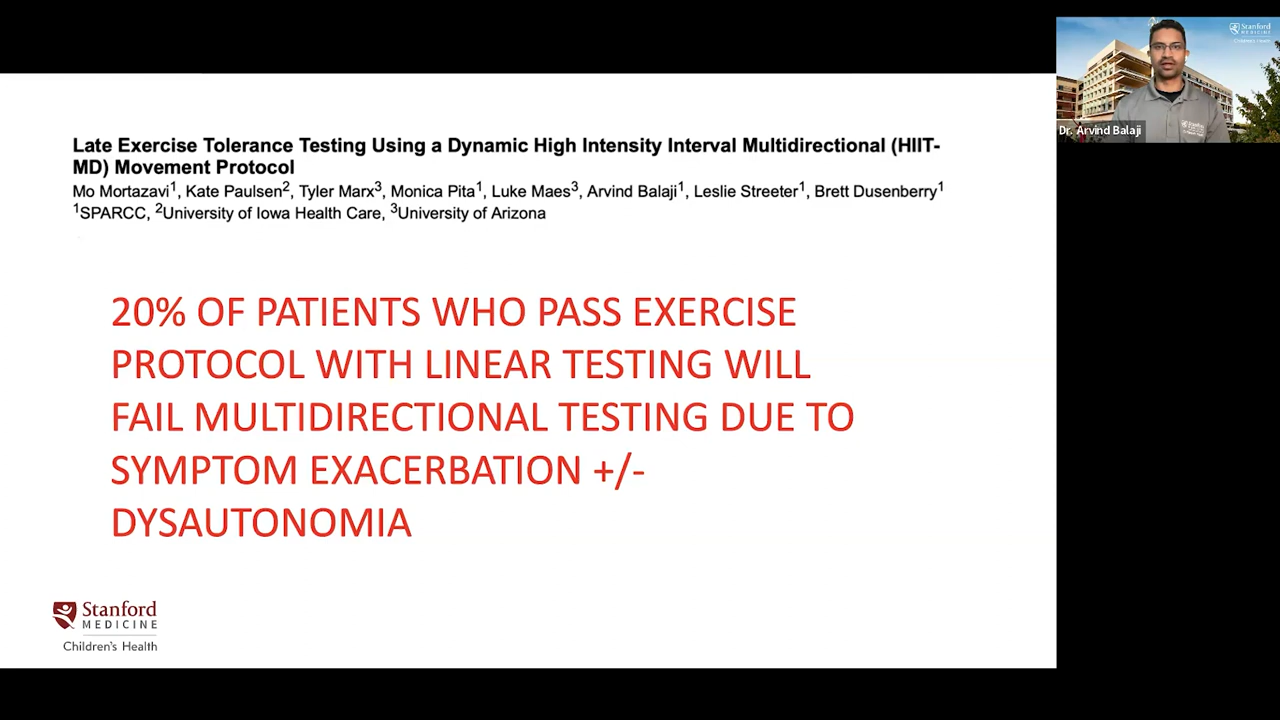 Late Exercise Tolerance Testing Using a Dynamic High Intensity Interval Multidirectional (HIIT-
MD) Movement Protocol
Mo Mortazavi1, Kate Paulsen2, Tyler Marx3, Monica Pita1, Luke Maes3, Arvind Balaji1, Leslie Streeter1, Brett Dusenberry1
1SPARCC, 2University of Iowa Health Care, 3University of Arizona
20% OF PATIENTS WHO PASS EXERCISE
PROTOCOL WITH LINEAR TESTING WILL
FAIL MULTIDIRECTIONAL TESTING DUE TO
SYMPTOM EXACERBATION +/-
DYSAUTONOMIA
Stanford
MEDICINE
Children's Health
Stanford
MEDICINE
Children's Health
Dr. Arvind Balaji